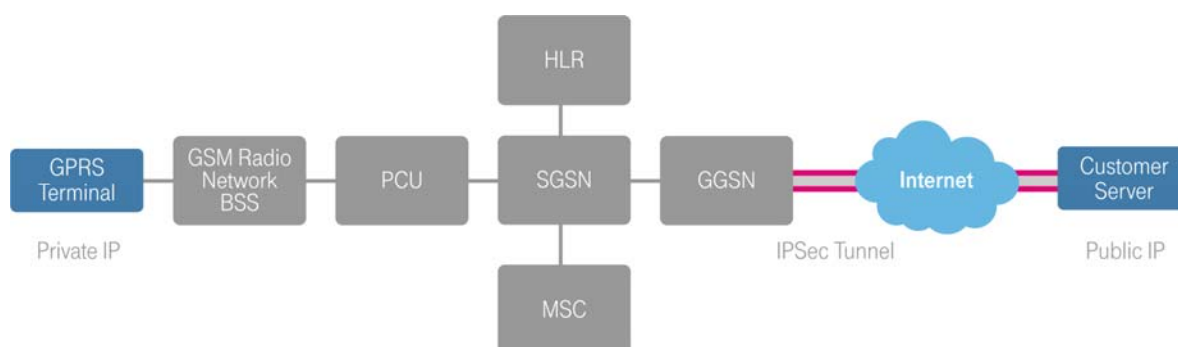 HLR
GPRS
Terminal
GSM Radio
Network
BSS
PCU
SGSN
GGSN
Internet
Customer
Server
Private IP
IPSec Tunnel
Public IP
MSC